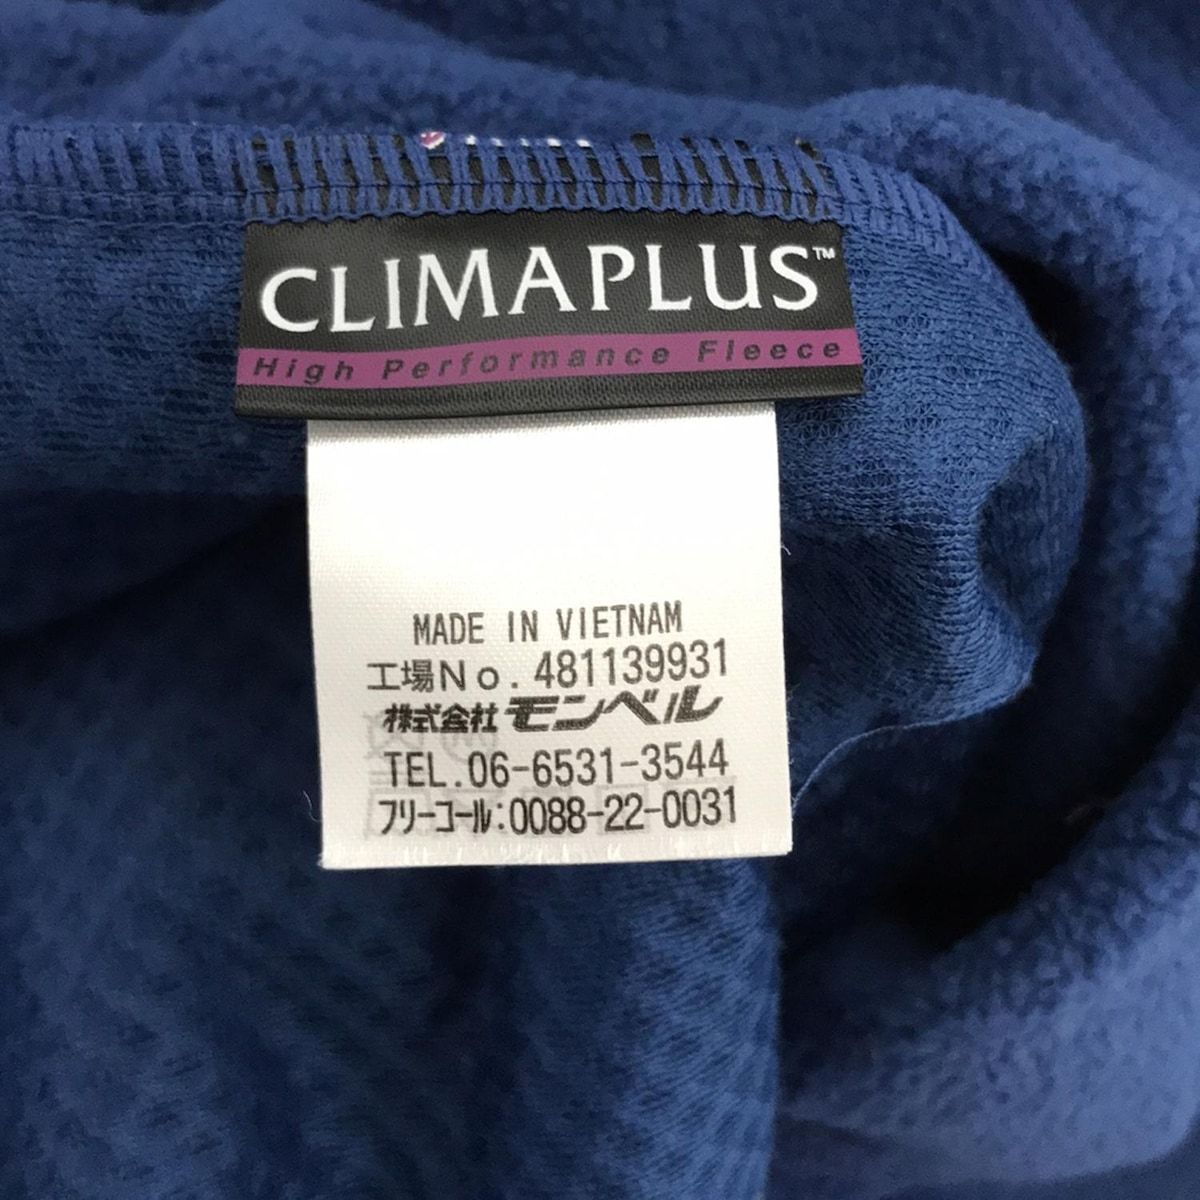 CLIMAPLUS™
High Performance Fleece
MADE IN VIETNAM
工場No.481139931
株式会社 モンベル
TEL.06-6531-3544
フリーコール:0088-22-0031